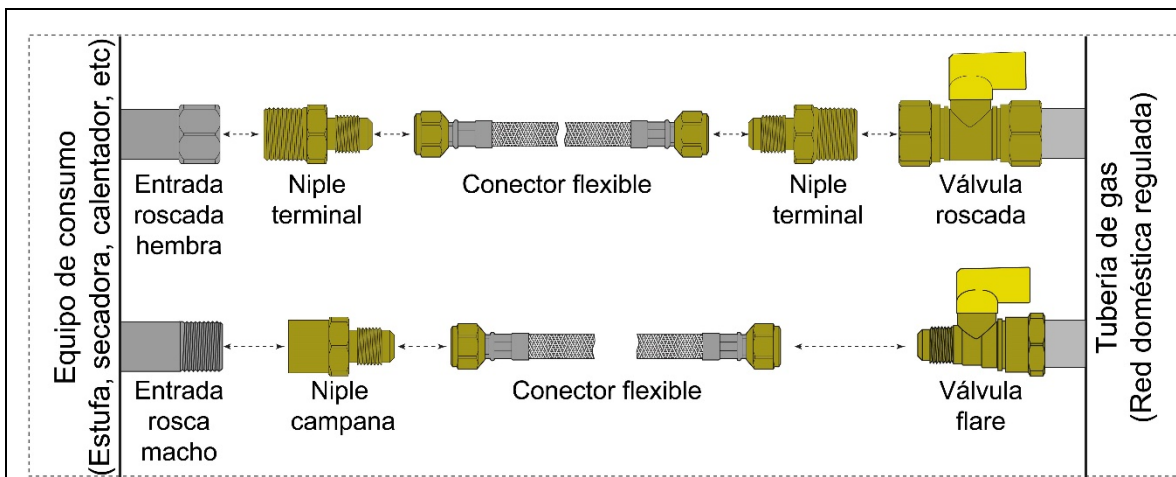 Equipo de consumo
(Estufa, secadora, calentador, etc)
Entrada
roscada
hembra
Niple
terminal
Conector flexible
Niple
terminal
Válvula
roscada
Entrada
rosca
macho
Niple
campana
Conector flexible
Válvula
flare
Tubería de gas
(Red doméstica regulada)